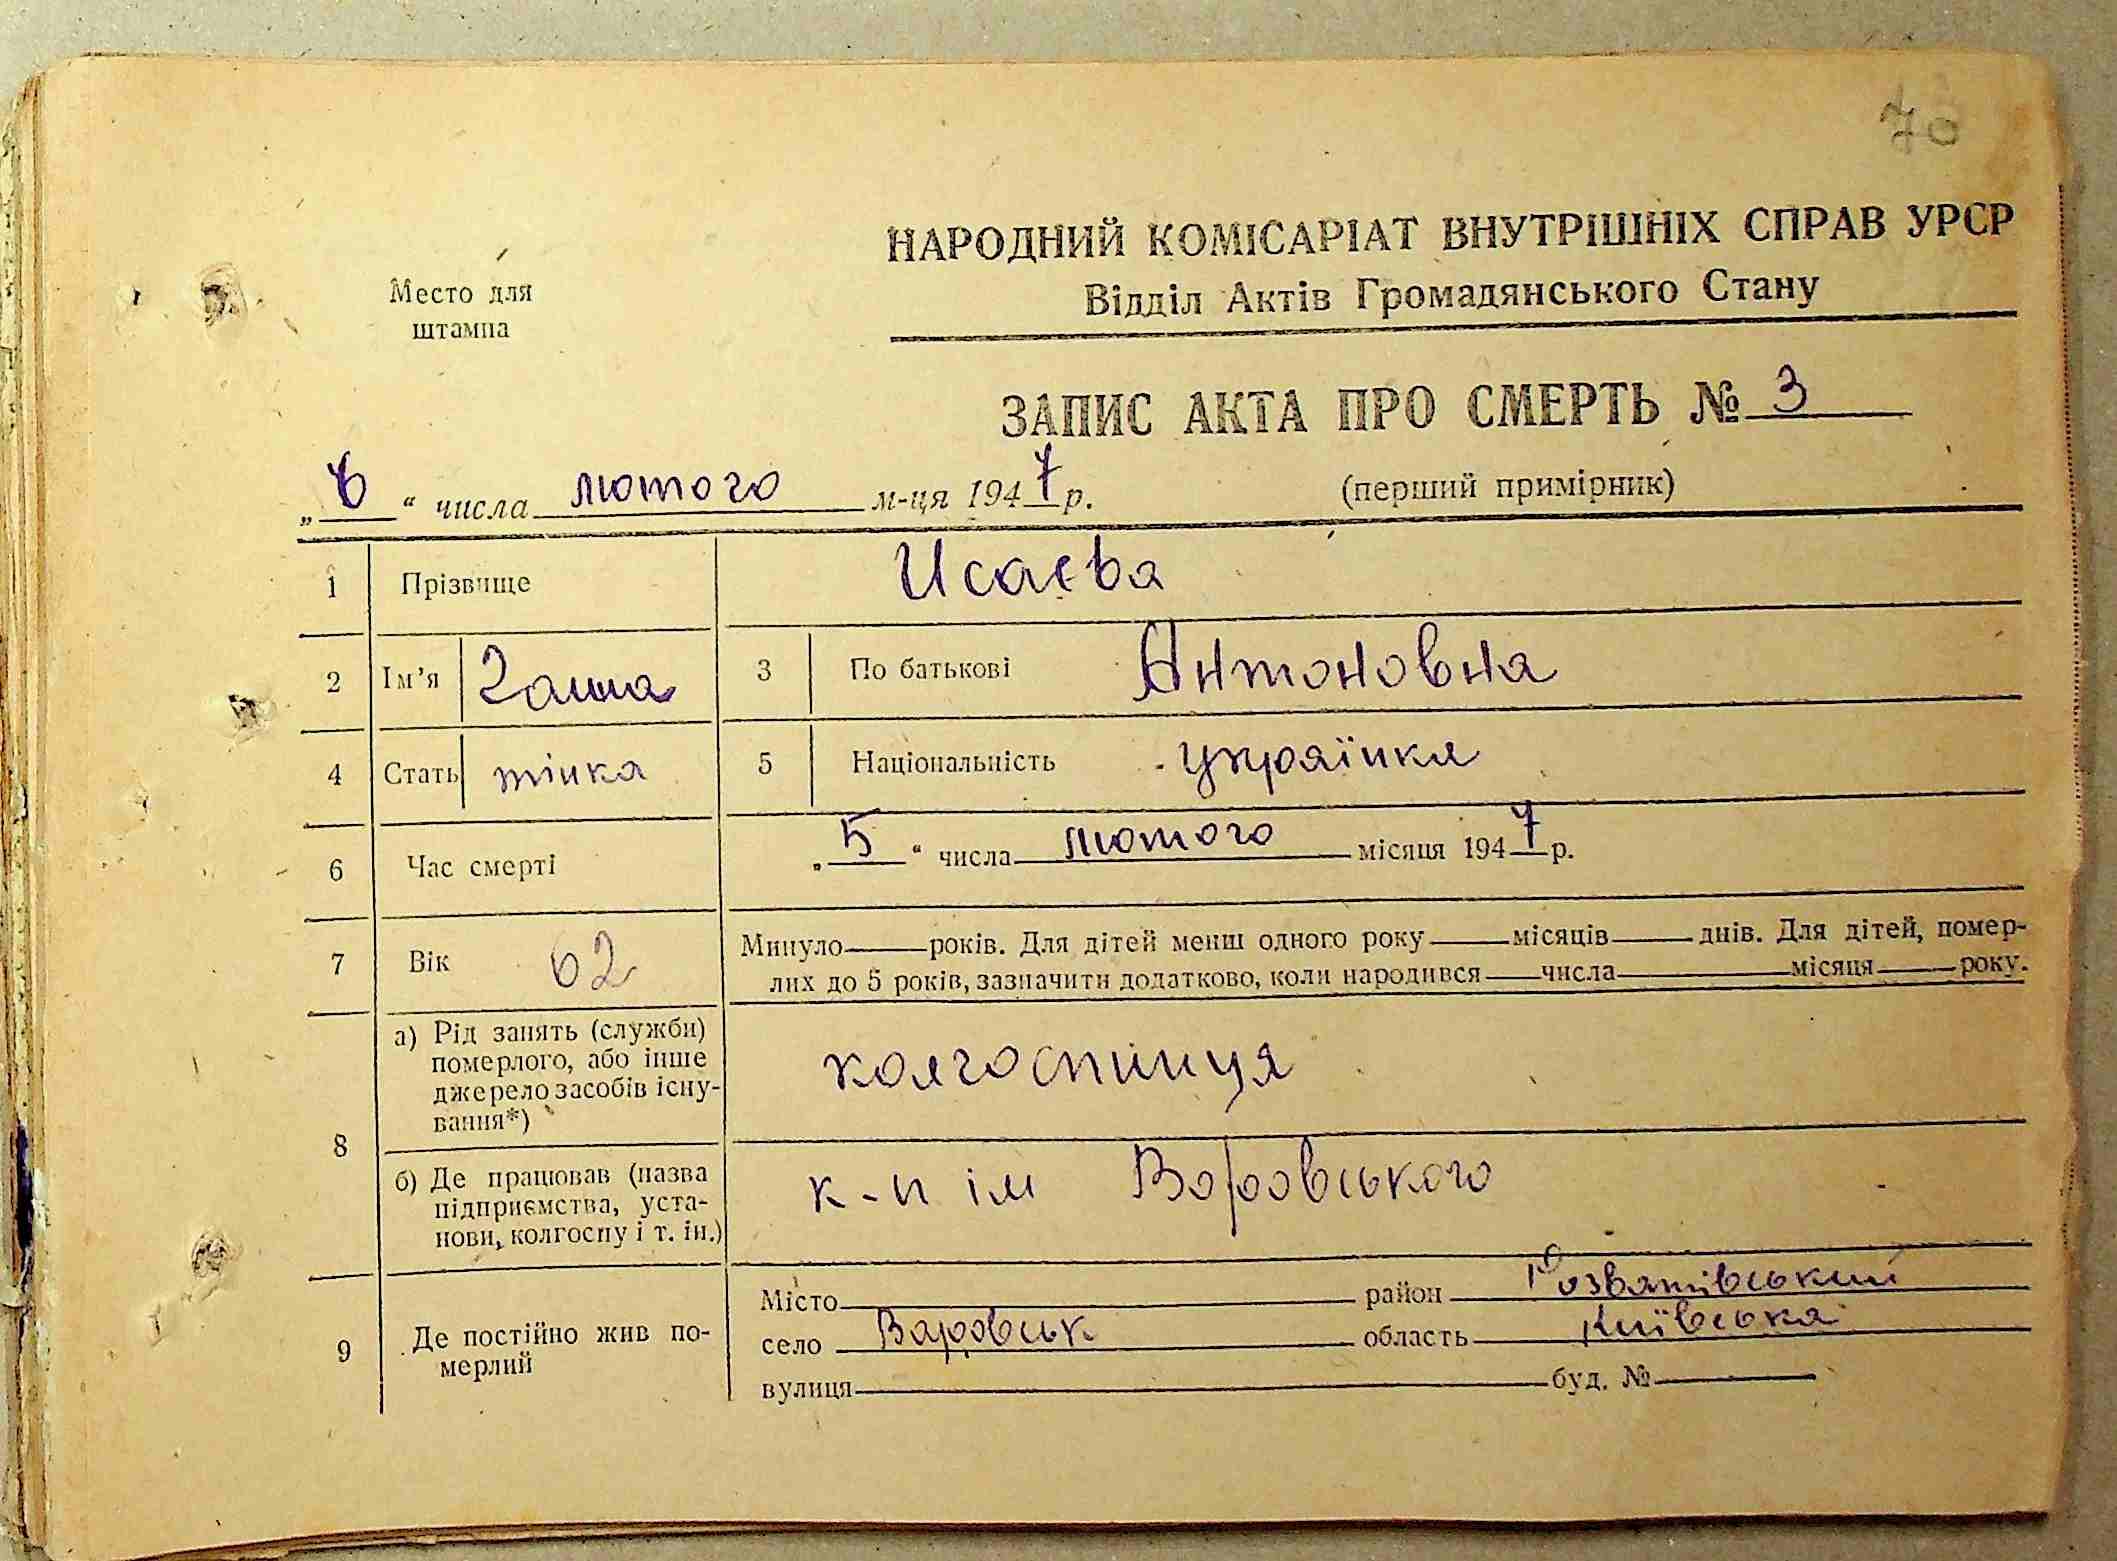 70
НАРОДНИЙ КОМІСАРІАТ ВНУТРІШНІХ СПРАВ УРСР
Место для
штампа
Відділ Актів Громадянського Стану
ЗАПИС АКТА ПРО СМЕРТЬ № 3
„6“ числа лютого м-ця 1947 р. (перший примірник)
1 Прізвище Исаєва
2 Ім'я 3 По батькові Антоновна
4 Стать жінка 5 Національність українка
6 Час смерті „5“ числа лютого місяця 1947 р.
7 Вік 62 Минуло років. Для дітей менш одного року місяців днів. Для дітей, помер-
лих до 5 років, зазначити додатково, коли народився числа місяця року.
8 а) Рід занять (служби)
померлого, або інше
джерело засобів існу-
вання*)
колгоспниця
б) Де працював (назва
підприємства, уста-
нови, колгоспу і т. ін.)
к-п ім Воровського
9 Де постійно жив по-
мерлий
Місто район Розважівський
село область Київська
вулиця буд. №